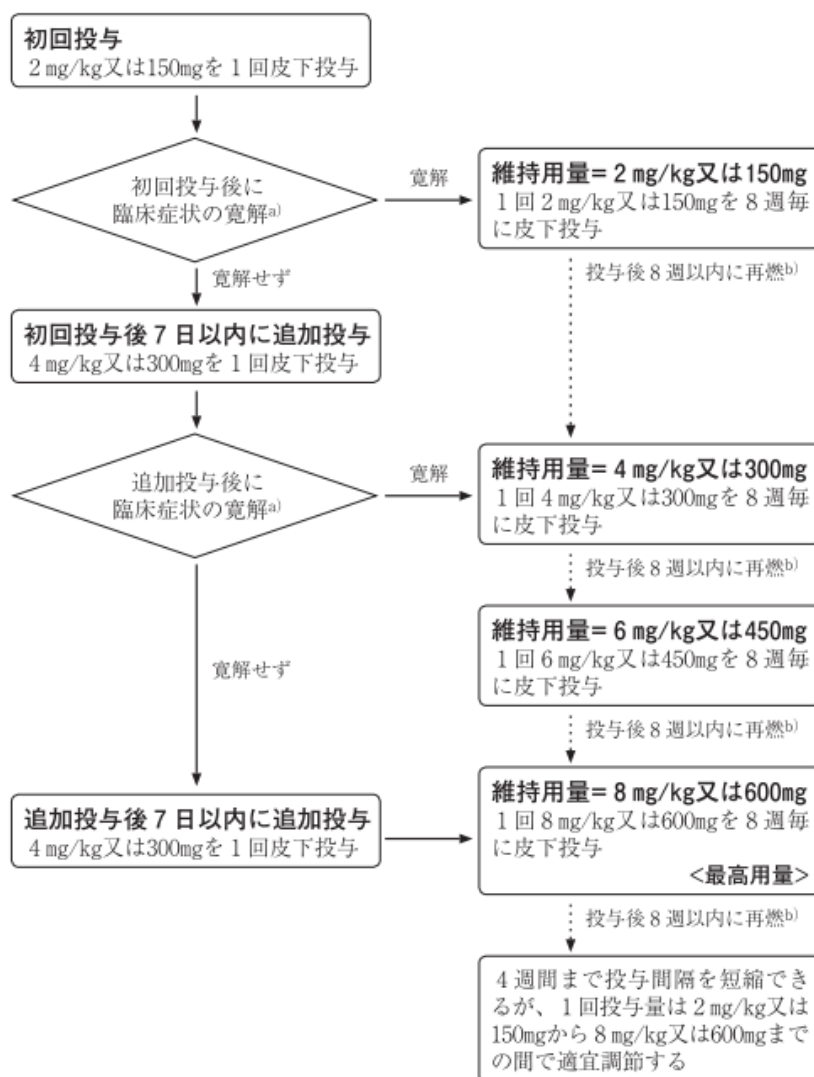 初回投与
2 mg/kg又は150mgを1回皮下投与
初回投与後に
臨床症状の寛解a)
寛解
維持用量=2 mg/kg又は150mg
1回2 mg/kg又は150mgを8週毎
に皮下投与
寛解せず
投与後8週以内に再燃b)
初回投与後7日以内に追加投与
4 mg/kg又は300mgを1回皮下投与
追加投与後に
臨床症状の寛解a)
寛解
維持用量=4 mg/kg又は300mg
1回4 mg/kg又は300mgを8週毎
に皮下投与
投与後8週以内に再燃b)
維持用量=6 mg/kg又は450mg
1回6 mg/kg又は450mgを8週毎
に皮下投与
寛解せず
投与後8週以内に再燃b)
追加投与後7日以内に追加投与
4 mg/kg又は300mgを1回皮下投与
維持用量=8 mg/kg又は600mg
1回8 mg/kg又は600mgを8週毎
に皮下投与
<最高用量>
投与後8週以内に再燃b)
4週間まで投与間隔を短縮でき
るが、1回投与量は2 mg/kg又は
150mgから8 mg/kg又は600mgまで
の間で適宜調節する